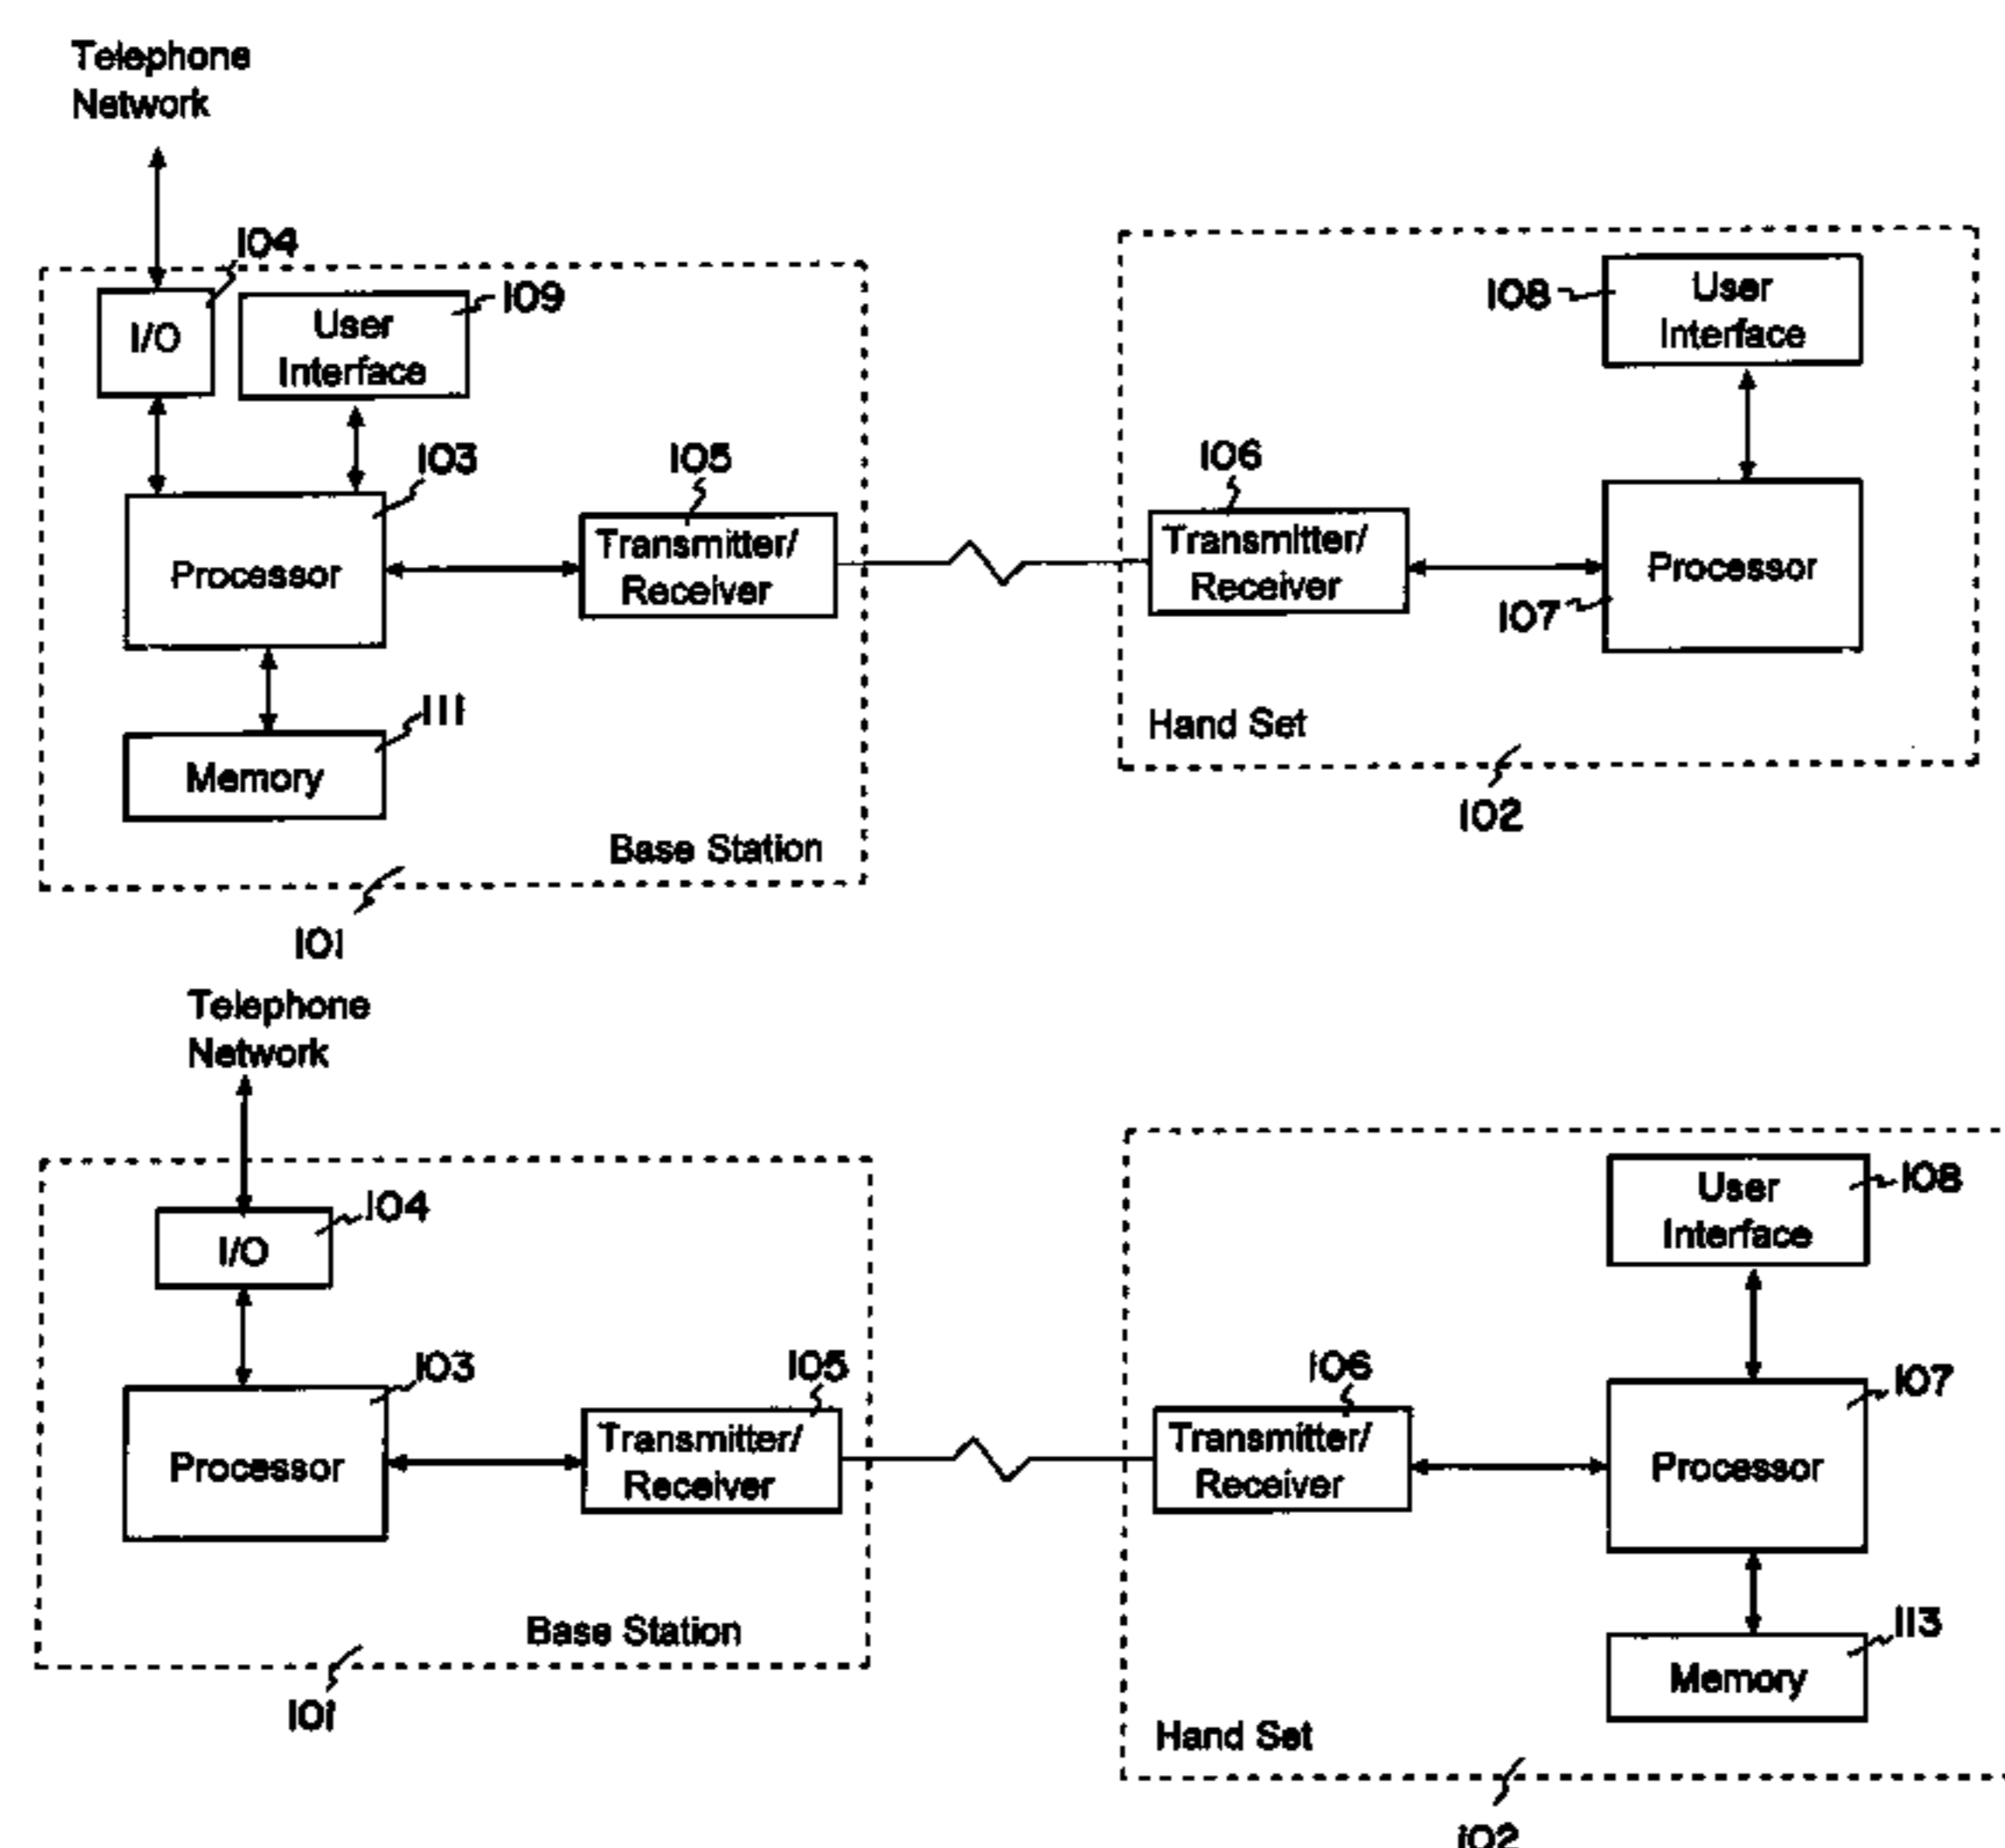 Telephone
Network
104
109
I/O
User
Interface
108
User
Interface
103
105
106
Processor
Transmitter/
Receiver
Transmitter/
Receiver
Processor
107
111
Memory
Hand Set
Base Station
102
101
Telephone
Network
104
I/O
User
Interface
108
103
105
106
107
Processor
Transmitter/
Receiver
Transmitter/
Receiver
Processor
113
Base Station
Memory
101
Hand Set
102